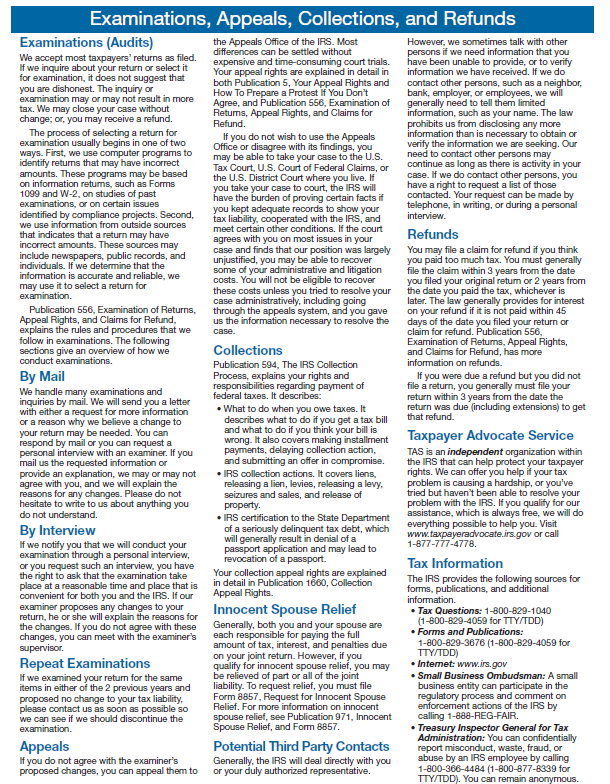 Examinations, Appeals, Collections, and Refunds
Examinations (Audits)
We accept most taxpayers' returns as filed.
If we inquire about your return or select it
for examination, it does not suggest that
you are dishonest. The inquiry or
examination may or may not result in more
tax. We may close your case without
change; or, you may receive a refund.
The process of selecting a return for
examination usually begins in one of two
ways. First, we use computer programs to
identify returns that may have incorrect
amounts. These programs may be based
on information returns, such as Forms
1099 and W-2, on studies of past
examinations, or on certain issues
identified by compliance projects. Second,
we use information from outside sources
that indicates that a return may have
incorrect amounts. These sources may
include newspapers, public records, and
individuals. If we determine that the
information is accurate and reliable, we
may use it to select a return for
examination.
Publication 556, Examination of Returns,
Appeal Rights, and Claims for Refund,
explains the rules and procedures that we
follow in examinations. The following
sections give an overview of how we
conduct examinations.
By Mail
We handle many examinations and
inquiries by mail. We will send you a letter
with either a request for more information
or a reason why we believe a change to
your return may be needed. You can
respond by mail or you can request a
personal interview with an examiner. If you
mail us the requested information or
provide an explanation, we may or may not
agree with you, and we will explain the
reasons for any changes. Please do not
hesitate to write to us about anything you
do not understand.
By Interview
If we notify you that we will conduct your
examination through a personal interview,
or you request such an interview, you have
the right to ask that the examination take
place at a reasonable time and place that is
convenient for both you and the IRS. If our
examiner proposes any changes to your
return, he or she will explain the reasons for
the changes. If you do not agree with these
changes, you can meet with the examiner's
supervisor.
Repeat Examinations
If we examined your return for the same
items in either of the 2 previous years and
proposed no change to your tax liability,
please contact us as soon as possible so
we can see if we should discontinue the
examination.
Appeals
If you do not agree with the examiner's
proposed changes, you can appeal them to
the Appeals Office of the IRS. Most
differences can be settled without
expensive and time-consuming court trials.
Your appeal rights are explained in detail in
both Publication 5, Your Appeal Rights and
How To Prepare a Protest If You Don't
Agree, and Publication 556, Examination of
Returns, Appeal Rights, and Claims for
Refund.
If you do not wish to use the Appeals
Office or disagree with its findings, you
may be able to take your case to the U.S.
Tax Court, U.S. Court of Federal Claims, or
the U.S. District Court where you live. If
you take your case to court, the IRS will
have the burden of proving certain facts if
you kept adequate records to show your
tax liability, cooperated with the IRS, and
meet certain other conditions. If the court
agrees with you on most issues in your
case and finds that our position was largely
unjustified, you may be able to recover
some of your administrative and litigation
costs. You will not be eligible to recover
these costs unless you tried to resolve your
case administratively, including going
through the appeals system, and you gave
us the information necessary to resolve the
case.
Collections
Publication 594, The IRS Collection
Process, explains your rights and
responsibilities regarding payment of
federal taxes. It describes:
• What to do when you owe taxes. It
describes what to do if you get a tax bill
and what to do if you think your bill is
wrong. It also covers making installment
payments, delaying collection action,
and submitting an offer in compromise.
• IRS collection actions. It covers liens,
releasing a lien, levies, releasing a levy,
seizures and sales, and release of
property.
• IRS certification to the State Department
of a seriously delinquent tax debt, which
will generally result in denial of a
passport application and may lead to
revocation of a passport.
Your collection appeal rights are explained
in detail in Publication 1660, Collection
Appeal Rights.
Innocent Spouse Relief
Generally, both you and your spouse are
each responsible for paying the full
amount of tax, interest, and penalties due
on your joint return. However, if you
qualify for innocent spouse relief, you may
be relieved of part or all of the joint
liability. To request relief, you must file
Form 8857, Request for Innocent Spouse
Relief. For more information on innocent
spouse relief, see Publication 971, Innocent
Spouse Relief, and Form 8857.
Potential Third Party Contacts
Generally, the IRS will deal directly with you
or your duly authorized representative.
However, we sometimes talk with other
persons if we need information that you
have been unable to provide, or to verify
information we have received. If we do
contact other persons, such as a neighbor,
bank, employer, or employees, we will
generally need to tell them limited
information, such as your name. The law
prohibits us from disclosing any more
information than is necessary to obtain or
verify the information we are seeking. Our
need to contact other persons may
continue as long as there is activity in your
case. If we do contact other persons, you
have a right to request a list of those
contacted. Your request can be made by
telephone, in writing, or during a personal
interview.
Refunds
You may file a claim for refund if you think
you paid too much tax. You must generally
file the claim within 3 years from the date
you filed your original return or 2 years from
the date you paid the tax, whichever is
later. The law generally provides for interest
on your refund if it is not paid within 45
days of the date you filed your return or
claim for refund. Publication 556,
Examination of Returns, Appeal Rights,
and Claims for Refund, has more
information on refunds.
If you were due a refund but you did not
file a return, you generally must file your
return within 3 years from the date the
return was due (including extensions) to get
that refund.
Taxpayer Advocate Service
TAS is an independent organization within
the IRS that can help protect your taxpayer
rights. We can offer you help if your tax
problem is causing a hardship, or you've
tried but haven't been able to resolve your
problem with the IRS. If you qualify for our
assistance, which is always free, we will do
everything possible to help you. Visit
www.taxpayeradvocate.irs.gov or call
1-877-777-4778.
Tax Information
The IRS provides the following sources for
forms, publications, and additional
information.
• Tax Questions: 1-800-829-1040
(1-800-829-4059 for TTY/TDD)
• Forms and Publications:
1-800-829-3676 (1-800-829-4059 for
TTY/TDD)
• Internet: www.irs.gov
• Small Business Ombudsman: A small
business entity can participate in the
regulatory process and comment on
enforcement actions of the IRS by
calling 1-888-REG-FAIR.
• Treasury Inspector General for Tax
Administration: You can confidentially
report misconduct, waste, fraud, or
abuse by an IRS employee by calling
1-800-366-4484 (1-800-877-8339 for
TTY/TDD). You can remain anonymous.